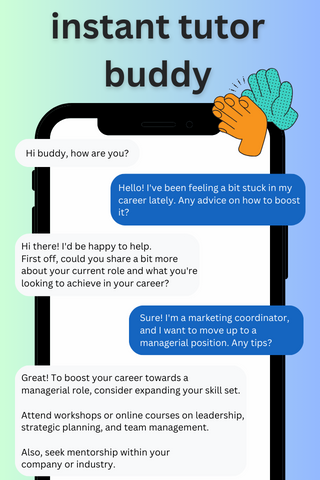 instant tutor
buddy
Hi buddy, how are you?
Hello! I've been feeling a bit stuck in my
career lately. Any advice on how to boost
it?
Hi there! I'd be happy to help.
First off, could you share a bit more
about your current role and what you're
looking to achieve in your career?
Sure! I'm a marketing coordinator,
and I want to move up to a
managerial position. Any tips?
Great! To boost your career towards a
managerial role, consider expanding your skill set.
Attend workshops or online courses on leadership,
strategic planning, and team management.
Also, seek mentorship within your
company or industry.